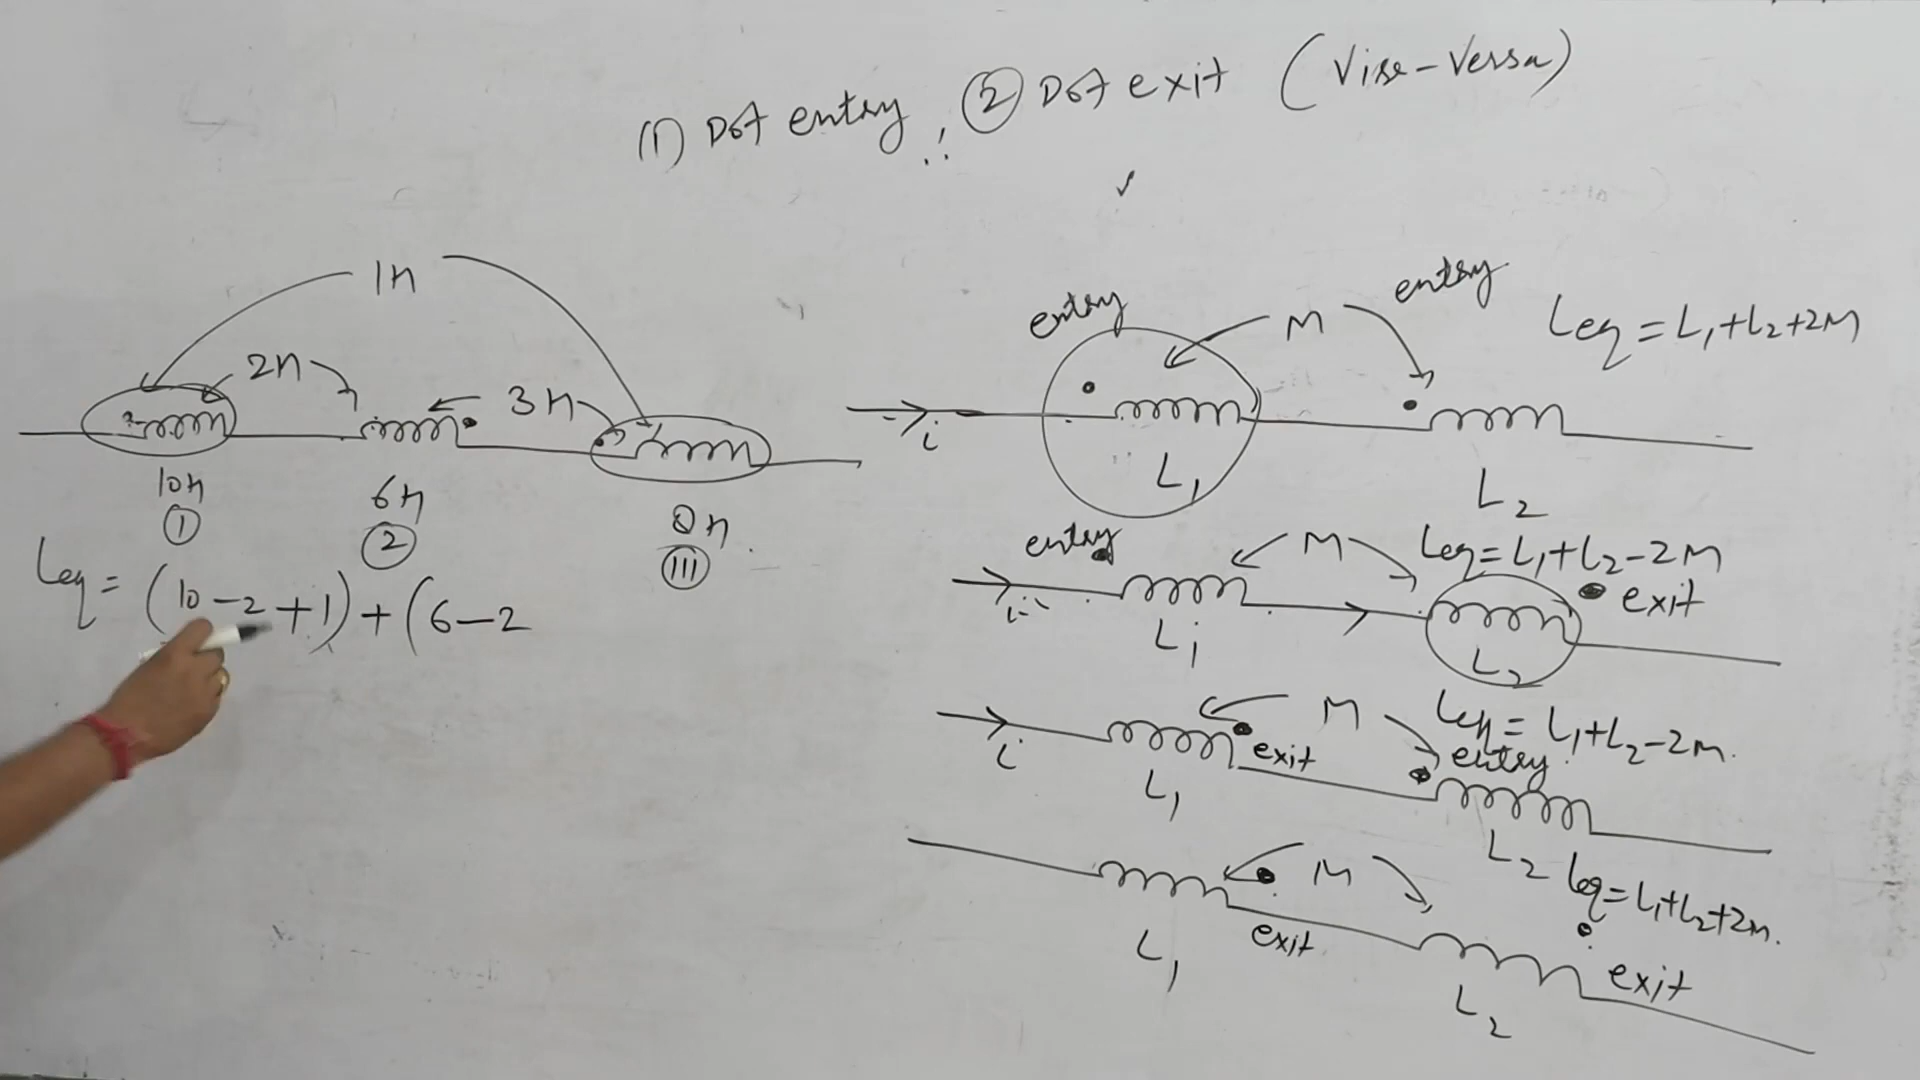 (1) Dot entry, ② Dot exit (Vise-Versa)
1H
2H
3H
10H
①
6H
②
8H
III
Leq = (10-2+1)+(6-2
entry
M
entry
Leq = L1+L2+2M
i
L1
L2
entry
M
Leq = L1+L2-2M
exit
i
L1
L2
M
Leq = L1+L2-2M.
i
exit
entry
L1
L2
M
Leq = L1+L2+2M.
exit
exit
L1
L2